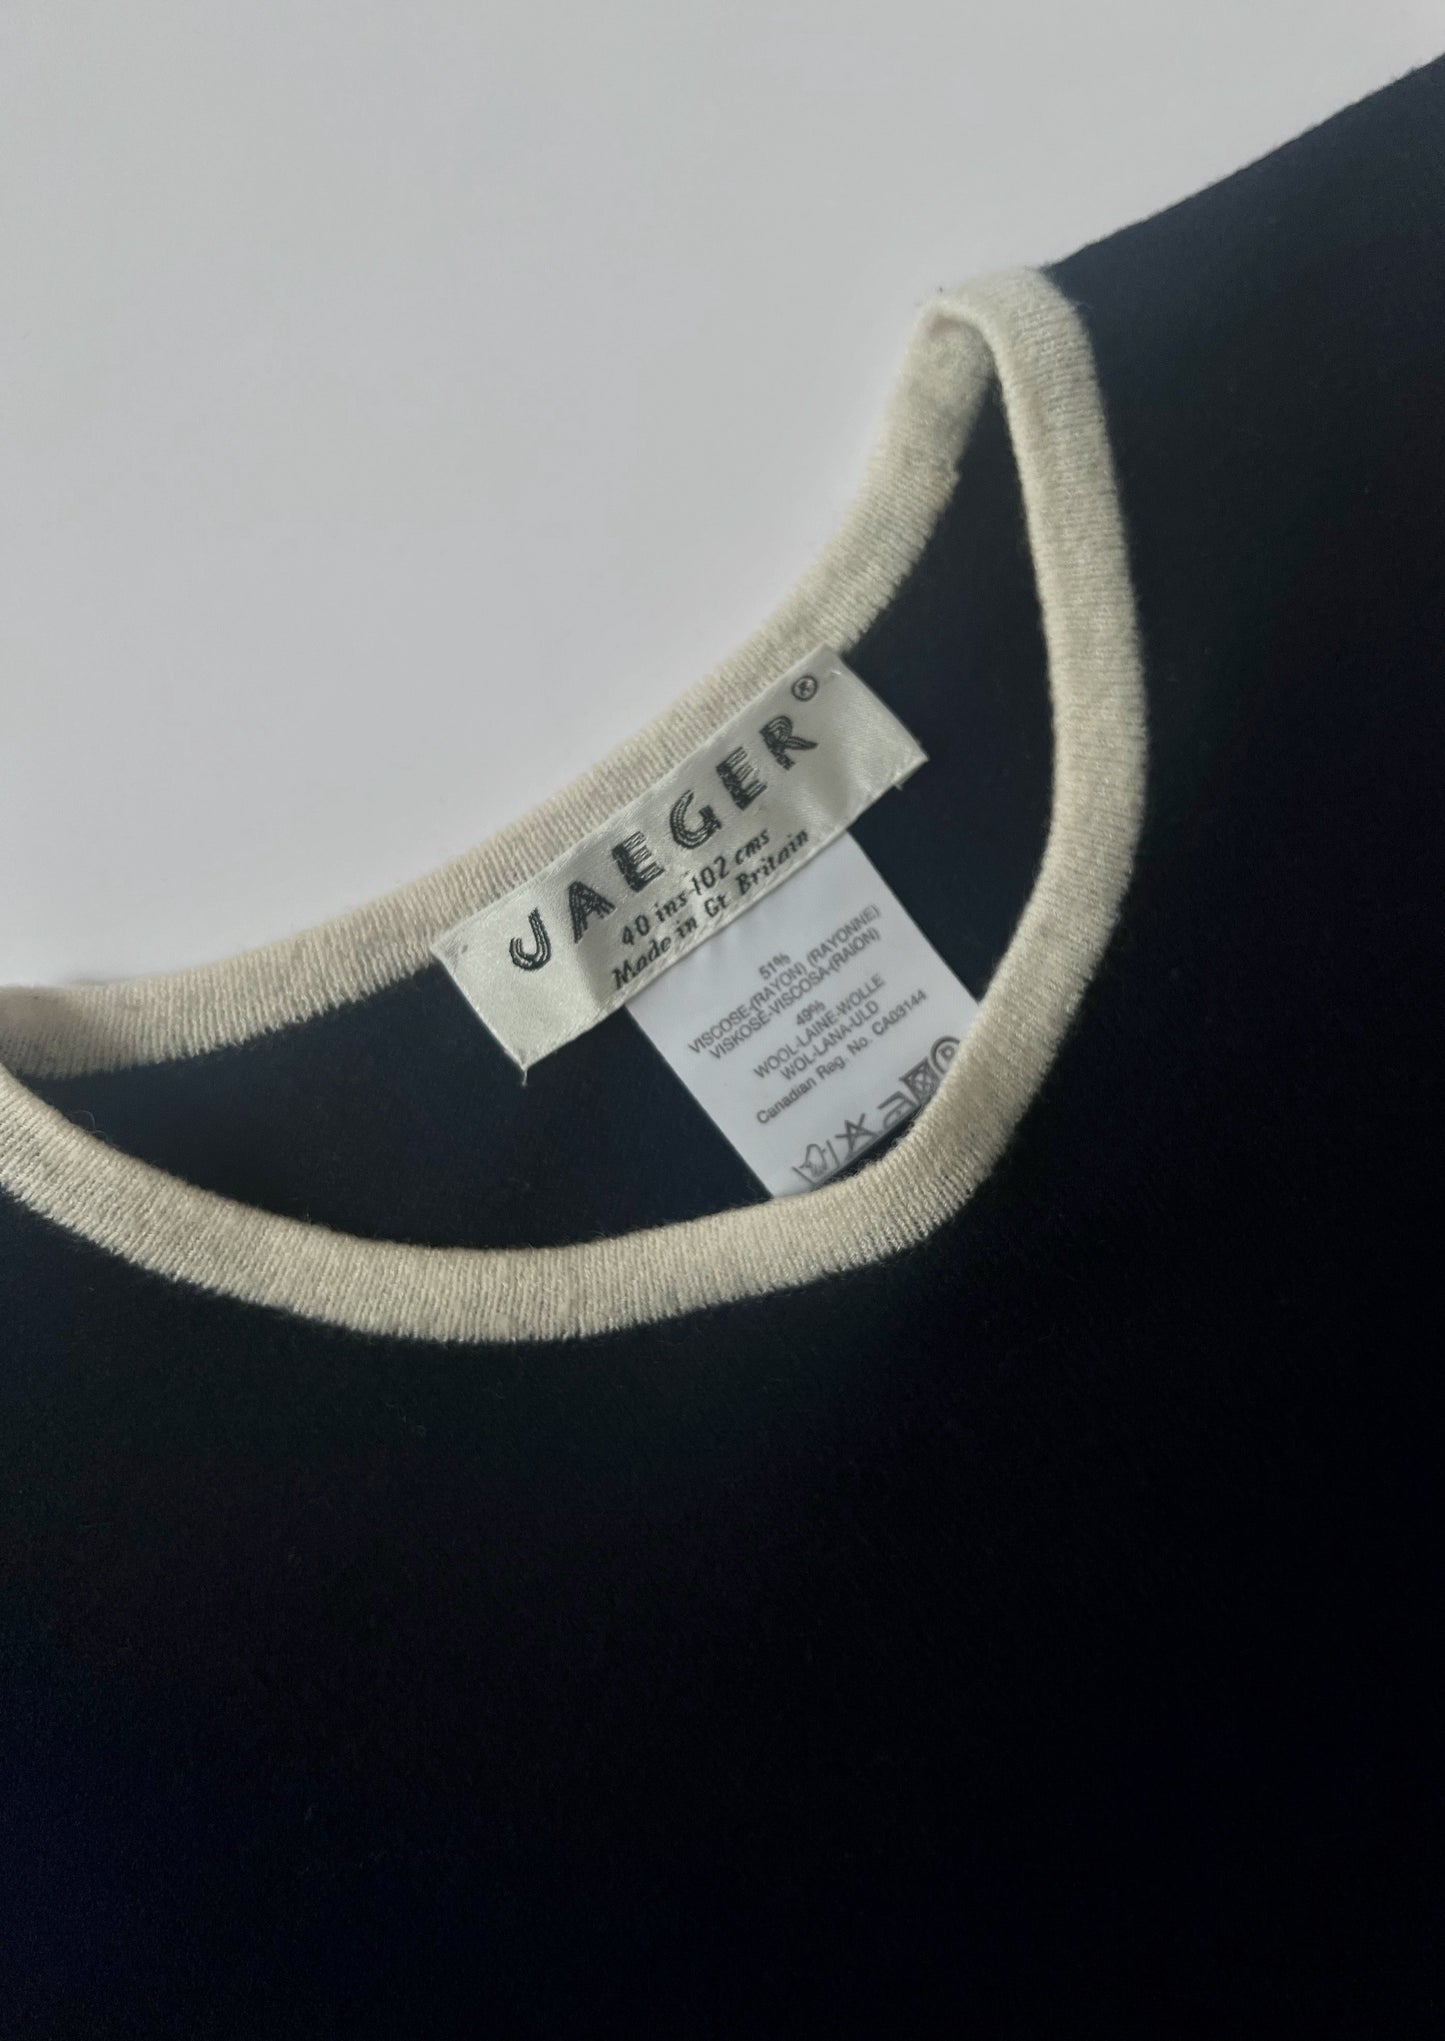 JAEGER®
40 ins-102 cms
Made in Gt Britain
51%
VISCOSE-(RAYON) (RAYONNE)
VISKOSE-VISCOSA-(RAION)
49%
WOOL-LAINE-WOLLE
WOL-LANA-ULD
Canadian Reg. No. CA03144